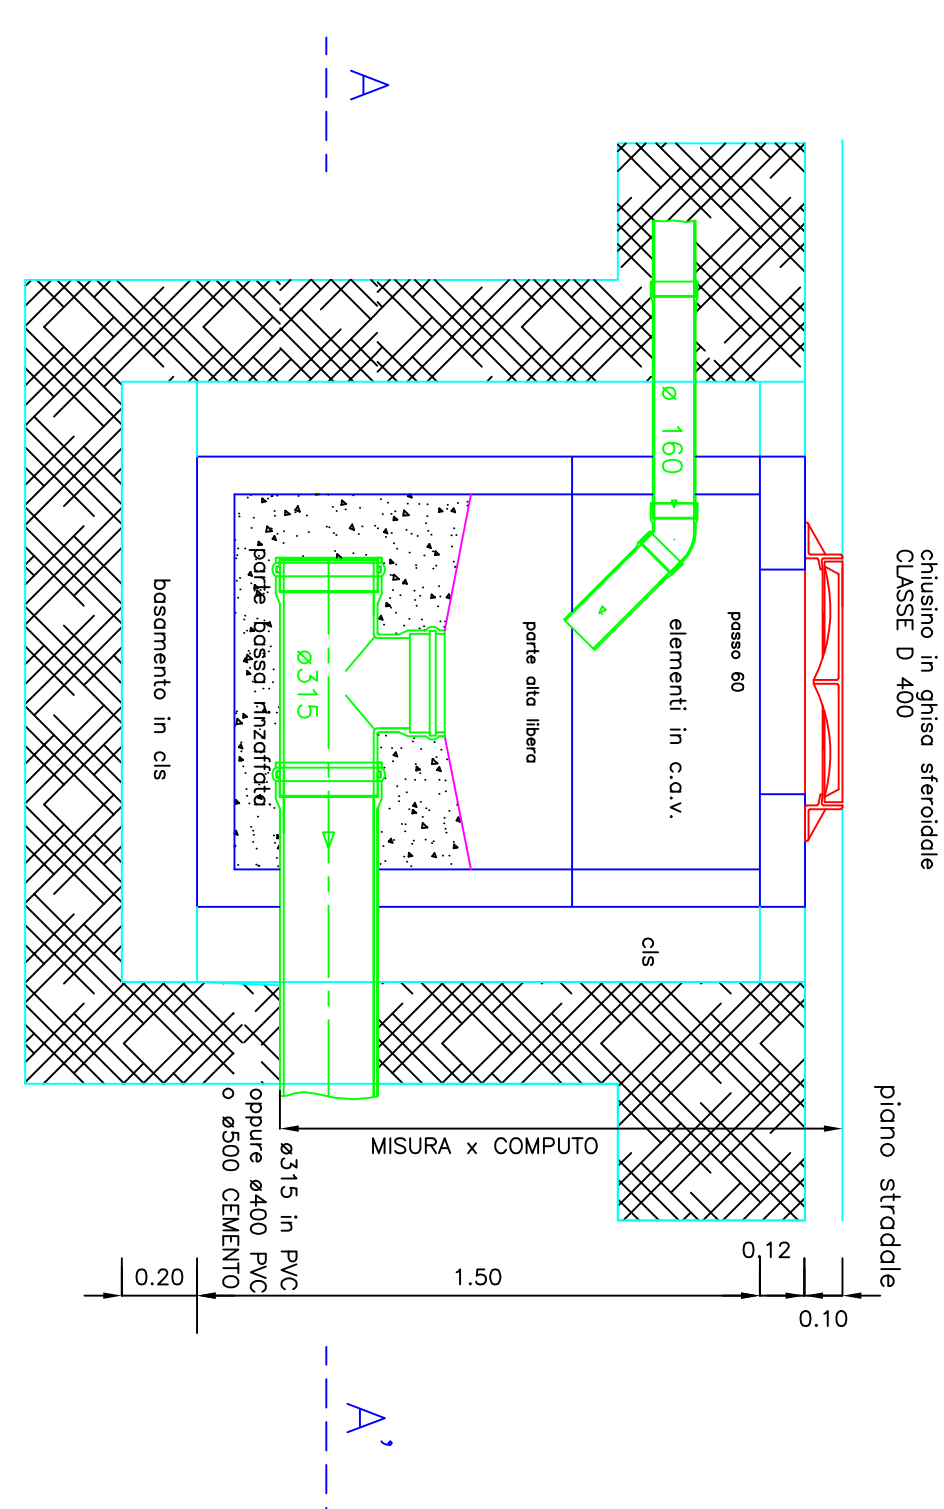 chiusino in ghisa sferoidale
CLASSE D 400
piano stradale
A
ø 160
passo 60
elementi in c.a.v.
cls
parte alta libera
ø315
parte bassa: rinzaffata
basamento in cls
MISURA x COMPUTO
ø315 in PVC
oppure ø400 PVC
o ø500 CEMENTO
0.10
0,12
1.50
0.20
A'